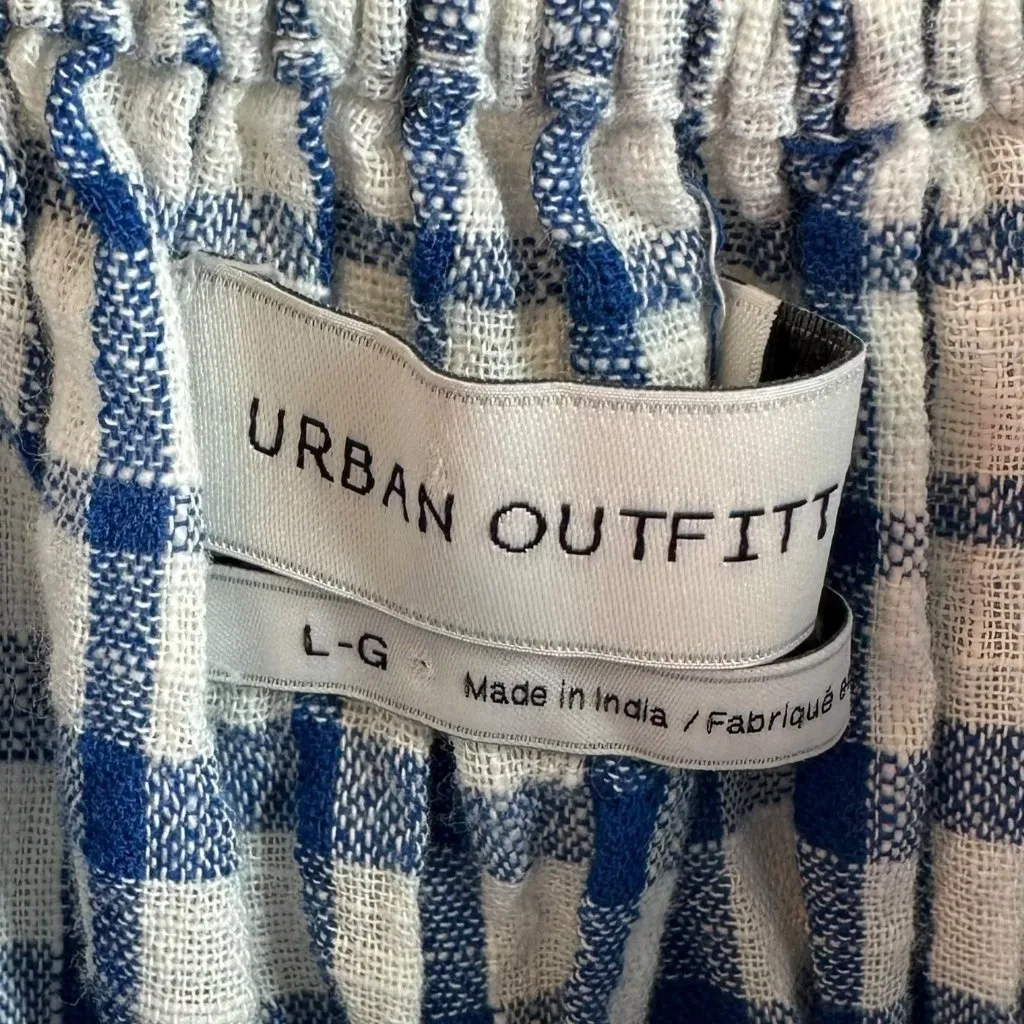 URBAN OUTFITT
L-G
Made in India / Fabriqué